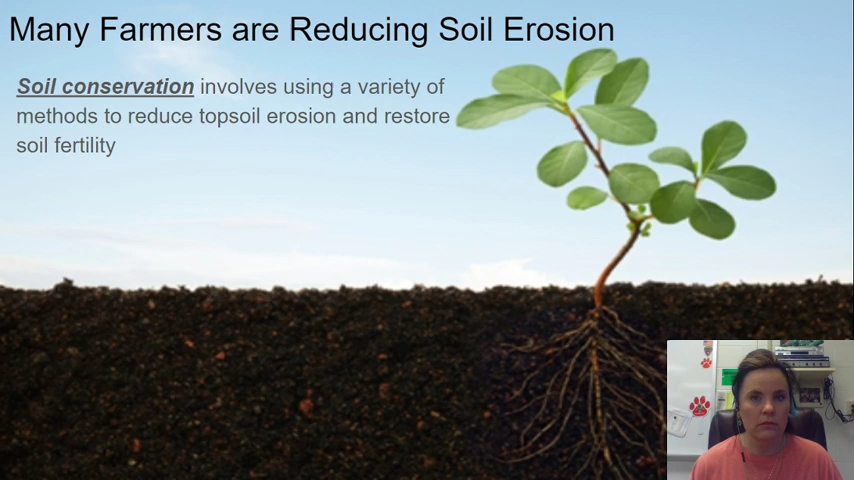 Many Farmers are Reducing Soil Erosion
Soil conservation involves using a variety of
methods to reduce topsoil erosion and restore
soil fertility